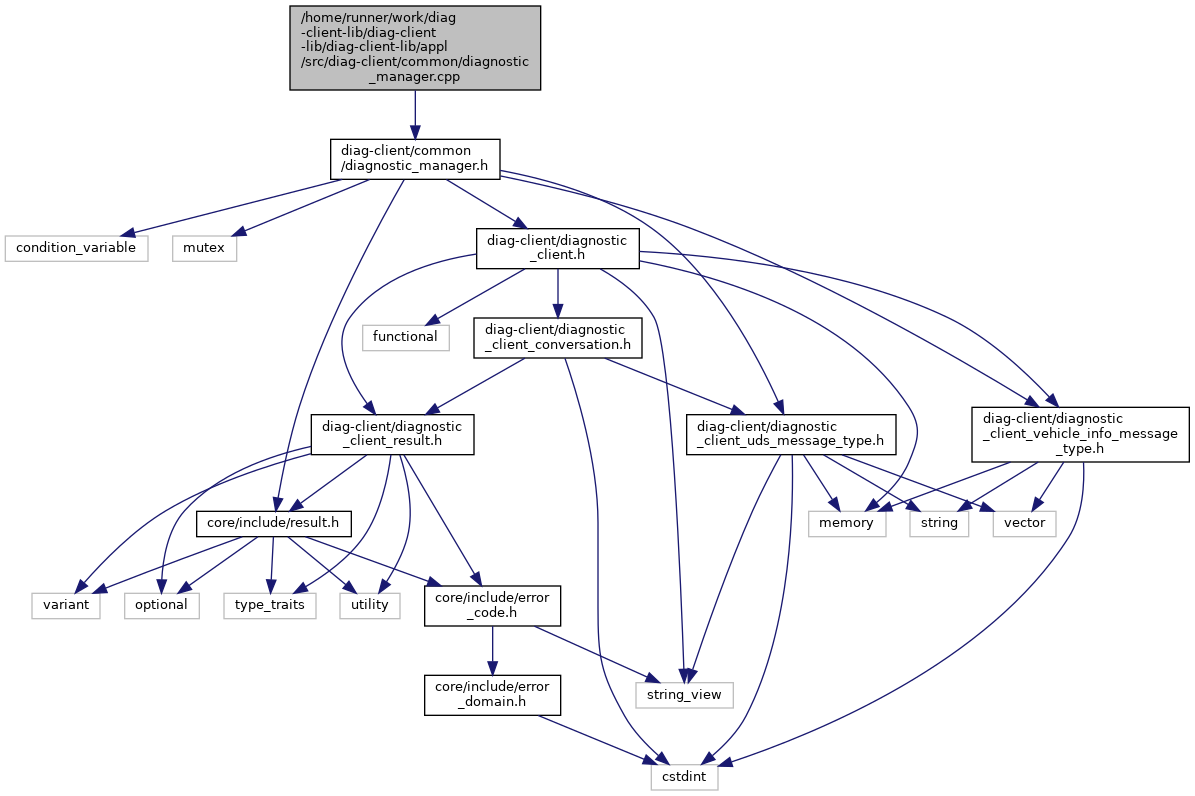 /home/runner/work/diag
-client-lib/diag-client
-lib/diag-client-lib/appl
/src/diag-client/common/diagnostic
_manager.cpp
diag-client/common
/diagnostic_manager.h
condition_variable
mutex
diag-client/diagnostic
_client.h
functional
diag-client/diagnostic
_client_conversation.h
diag-client/diagnostic
_client_result.h
diag-client/diagnostic
_client_uds_message_type.h
diag-client/diagnostic
_client_vehicle_info_message
_type.h
core/include/result.h
memory
string
vector
variant
optional
type_traits
utility
core/include/error
_code.h
core/include/error
_domain.h
string_view
cstdint